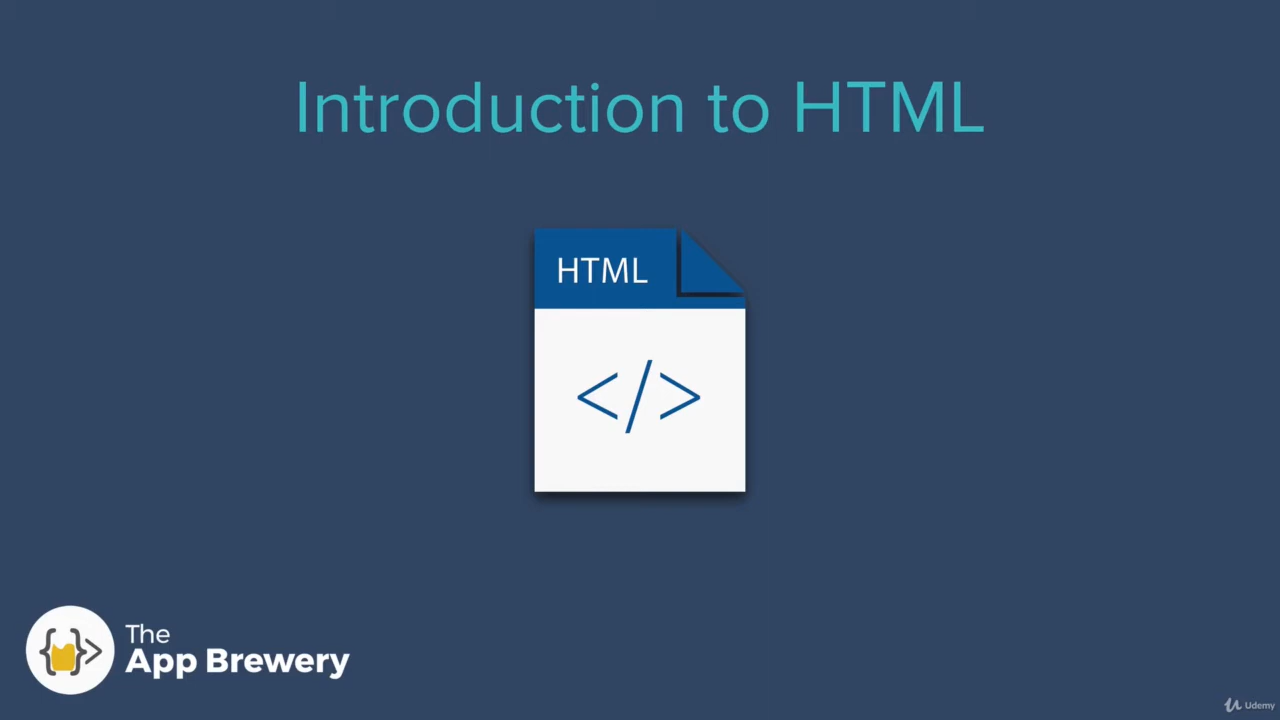 Introduction to HTML
HTML
</>
The
App Brewery
Udemy